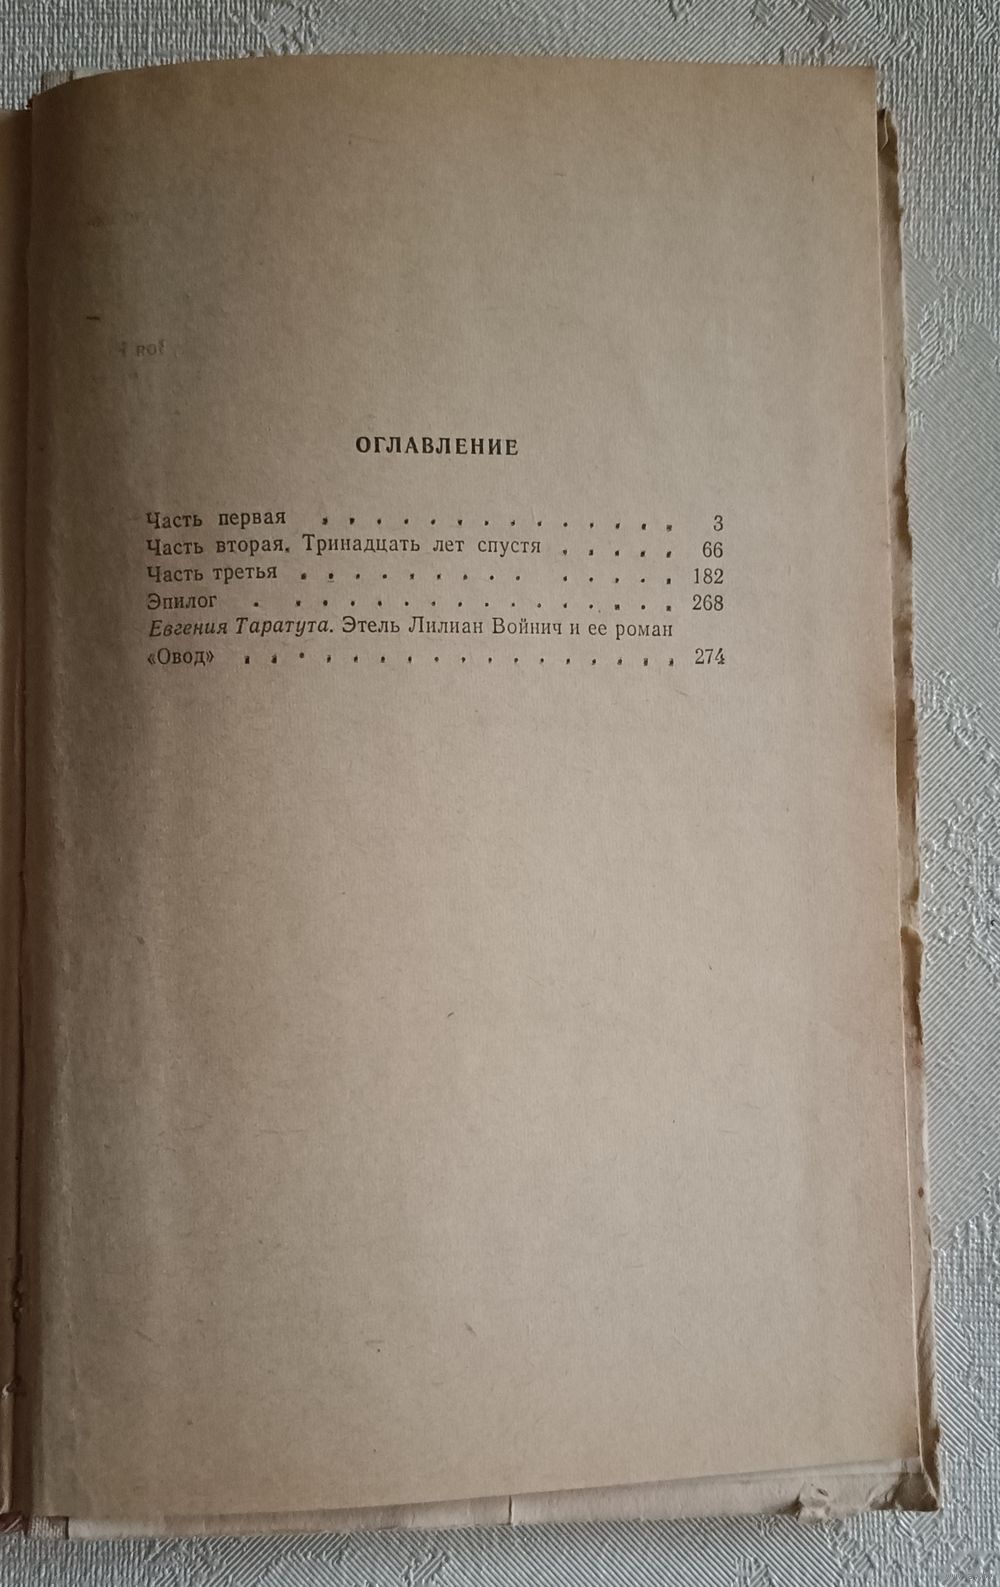 ОГЛАВЛЕНИЕ
Часть первая . . . . . . . . . . . . . . 3
Часть вторая. Тринадцать лет спустя . . . . . 66
Часть третья . . . . . . . . . . . . . . 182
Эпилог . . . . . . . . . . . . . . . . 268
Евгения Таратута. Этель Лилиан Войнич и ее роман
«Овод» . . . . . . . . . . . . . . . . . 274